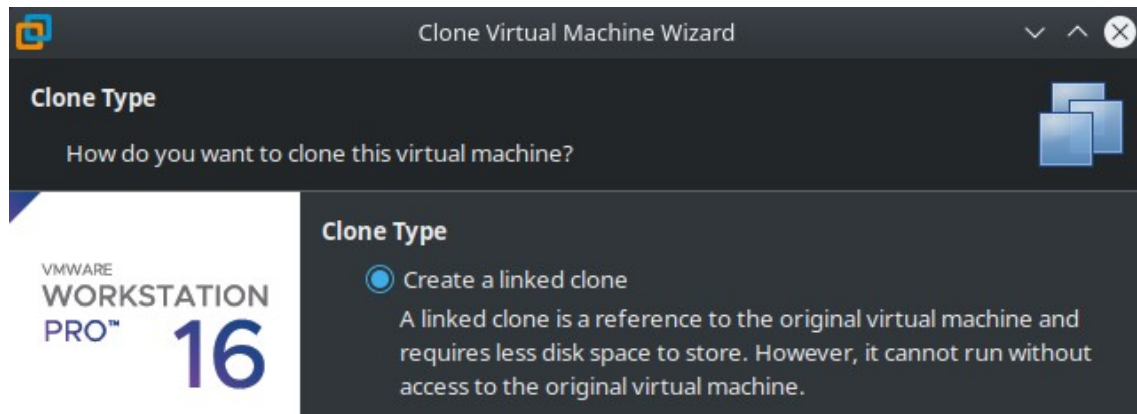 Clone Virtual Machine Wizard
Clone Type
How do you want to clone this virtual machine?
VMWARE
WORKSTATION
PRO™ 16
Clone Type
Create a linked clone
A linked clone is a reference to the original virtual machine and
requires less disk space to store. However, it cannot run without
access to the original virtual machine.